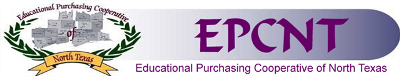 Educational Purchasing Cooperative
of
North Texas
EPCNT
Educational Purchasing Cooperative of North Texas